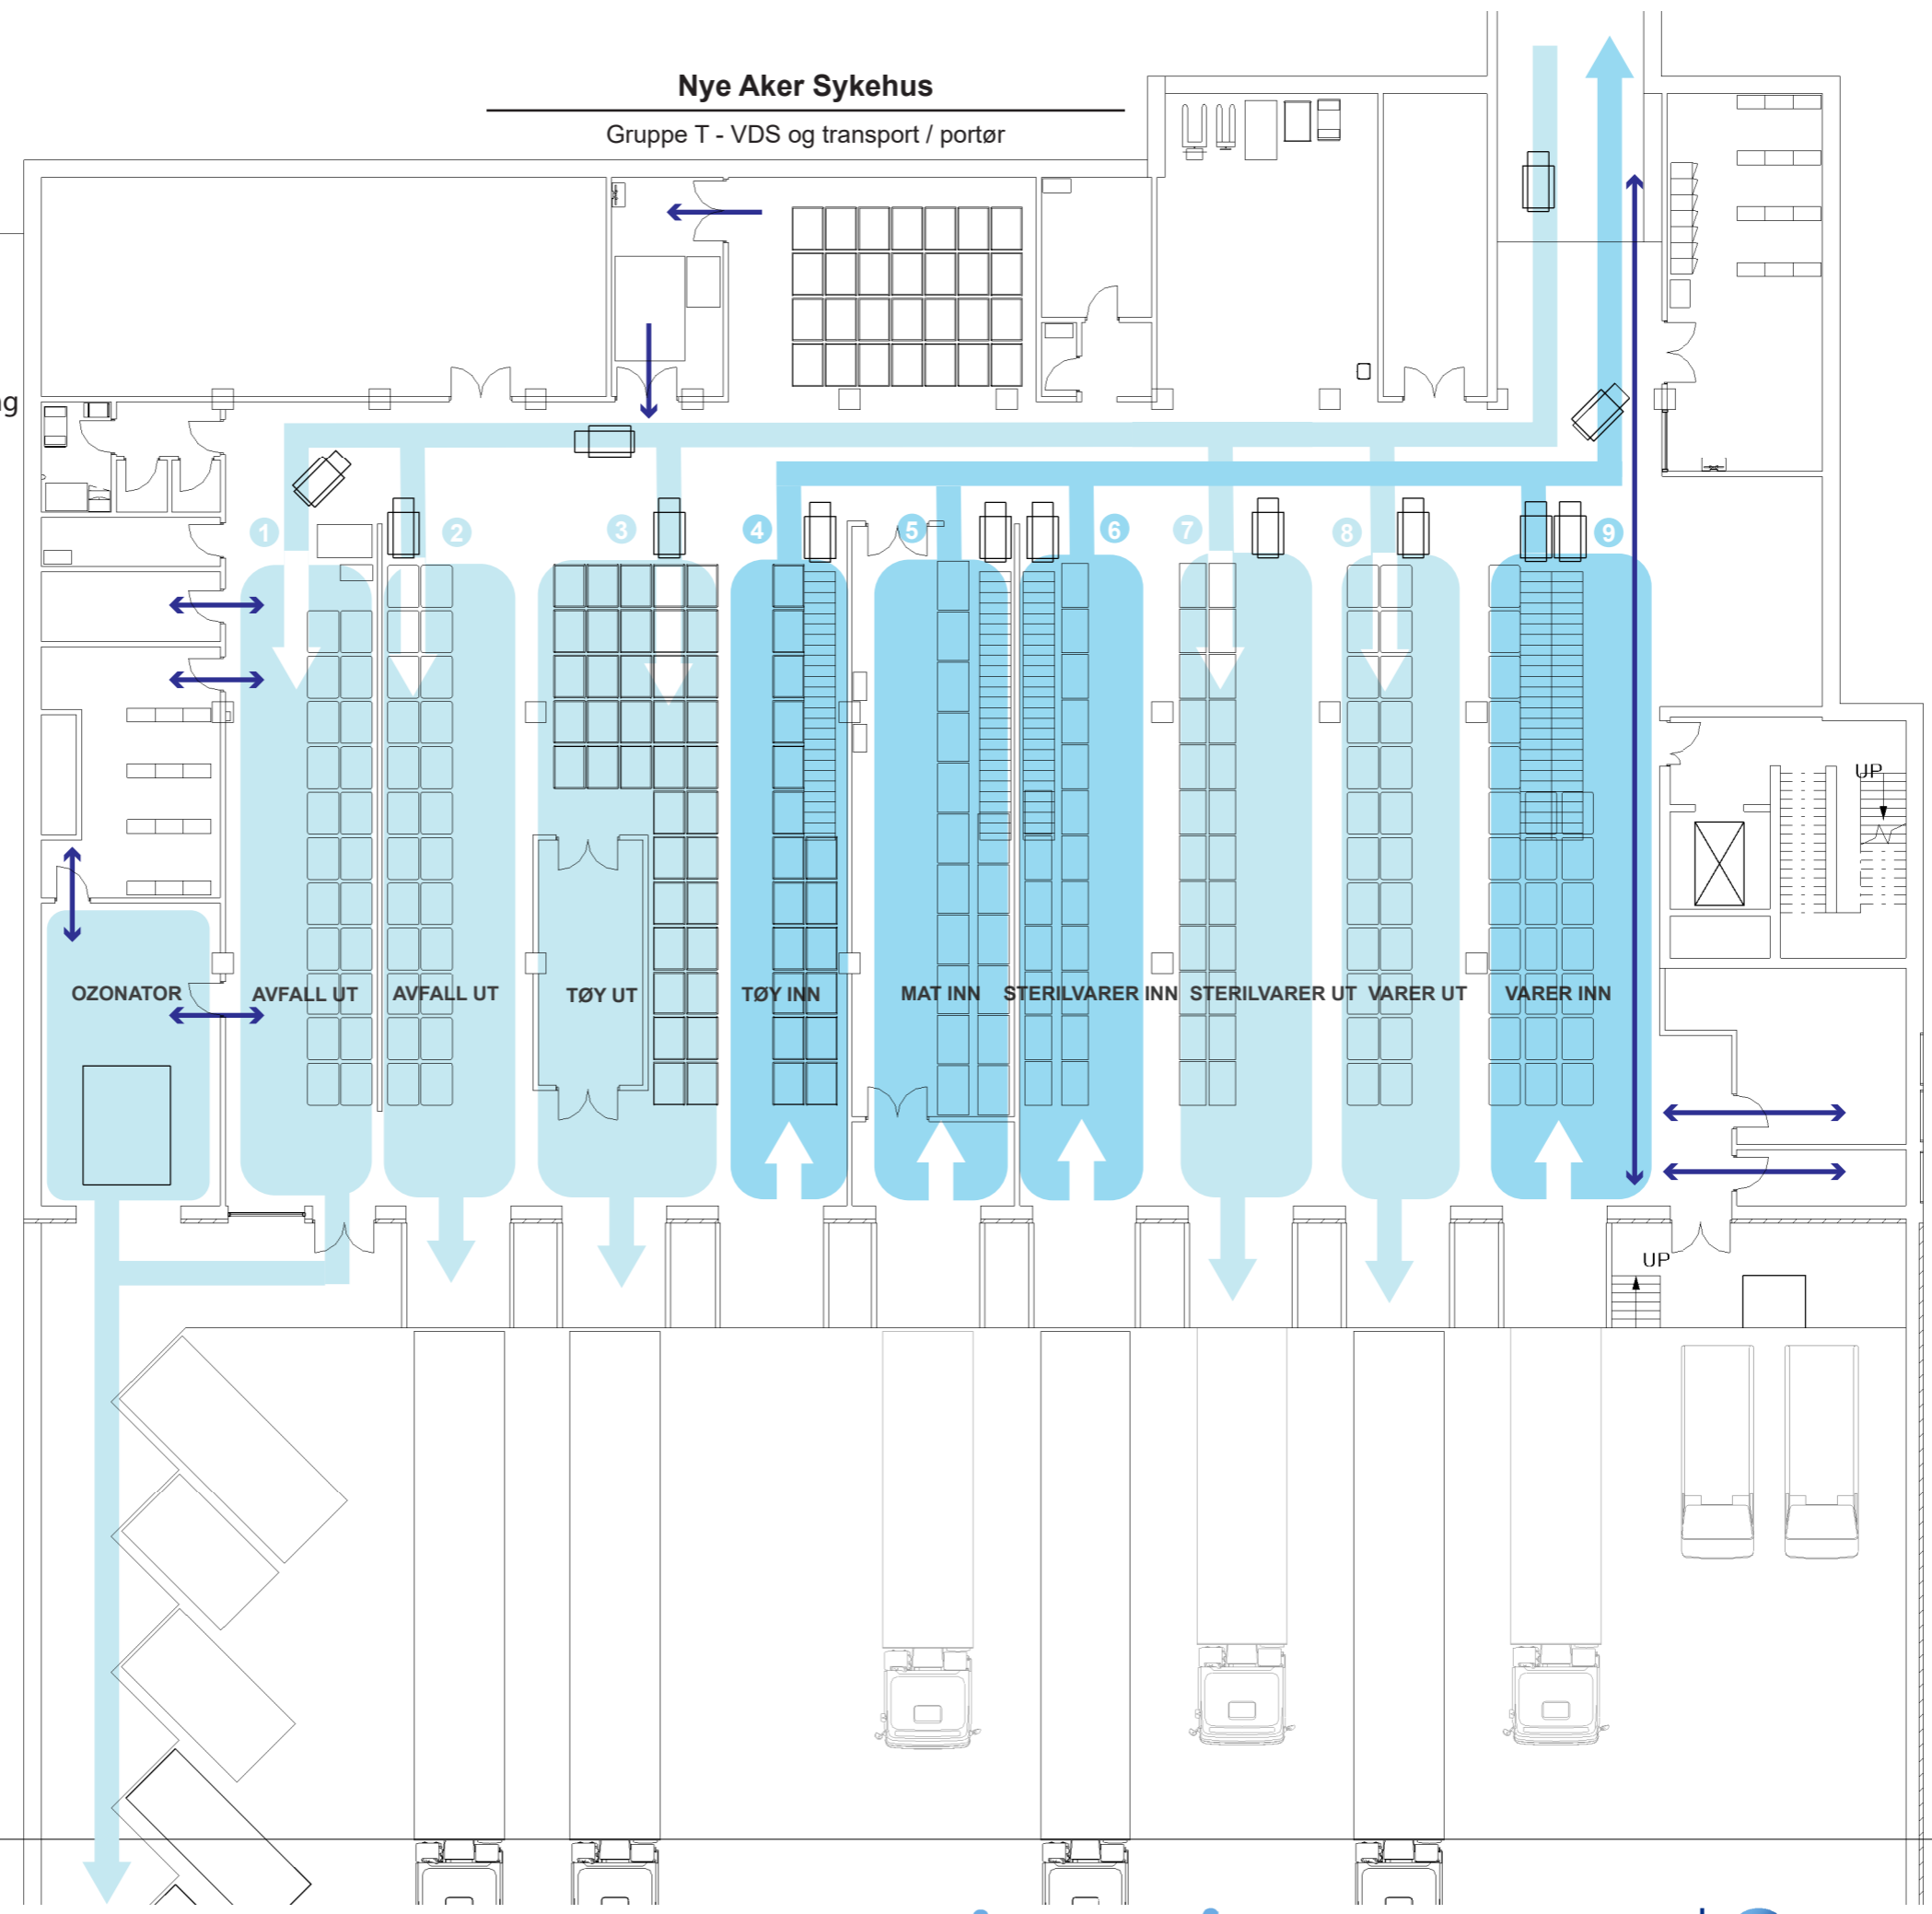 Nye Aker Sykehus
Gruppe T - VDS og transport / portør
1
2
3
4
5
6
7
8
9
UP
OZONATOR
AVFALL UT
AVFALL UT
TØY UT
TØY INN
MAT INN
STERILVARER INN
STERILVARER UT
VARER UT
VARER INN
UP